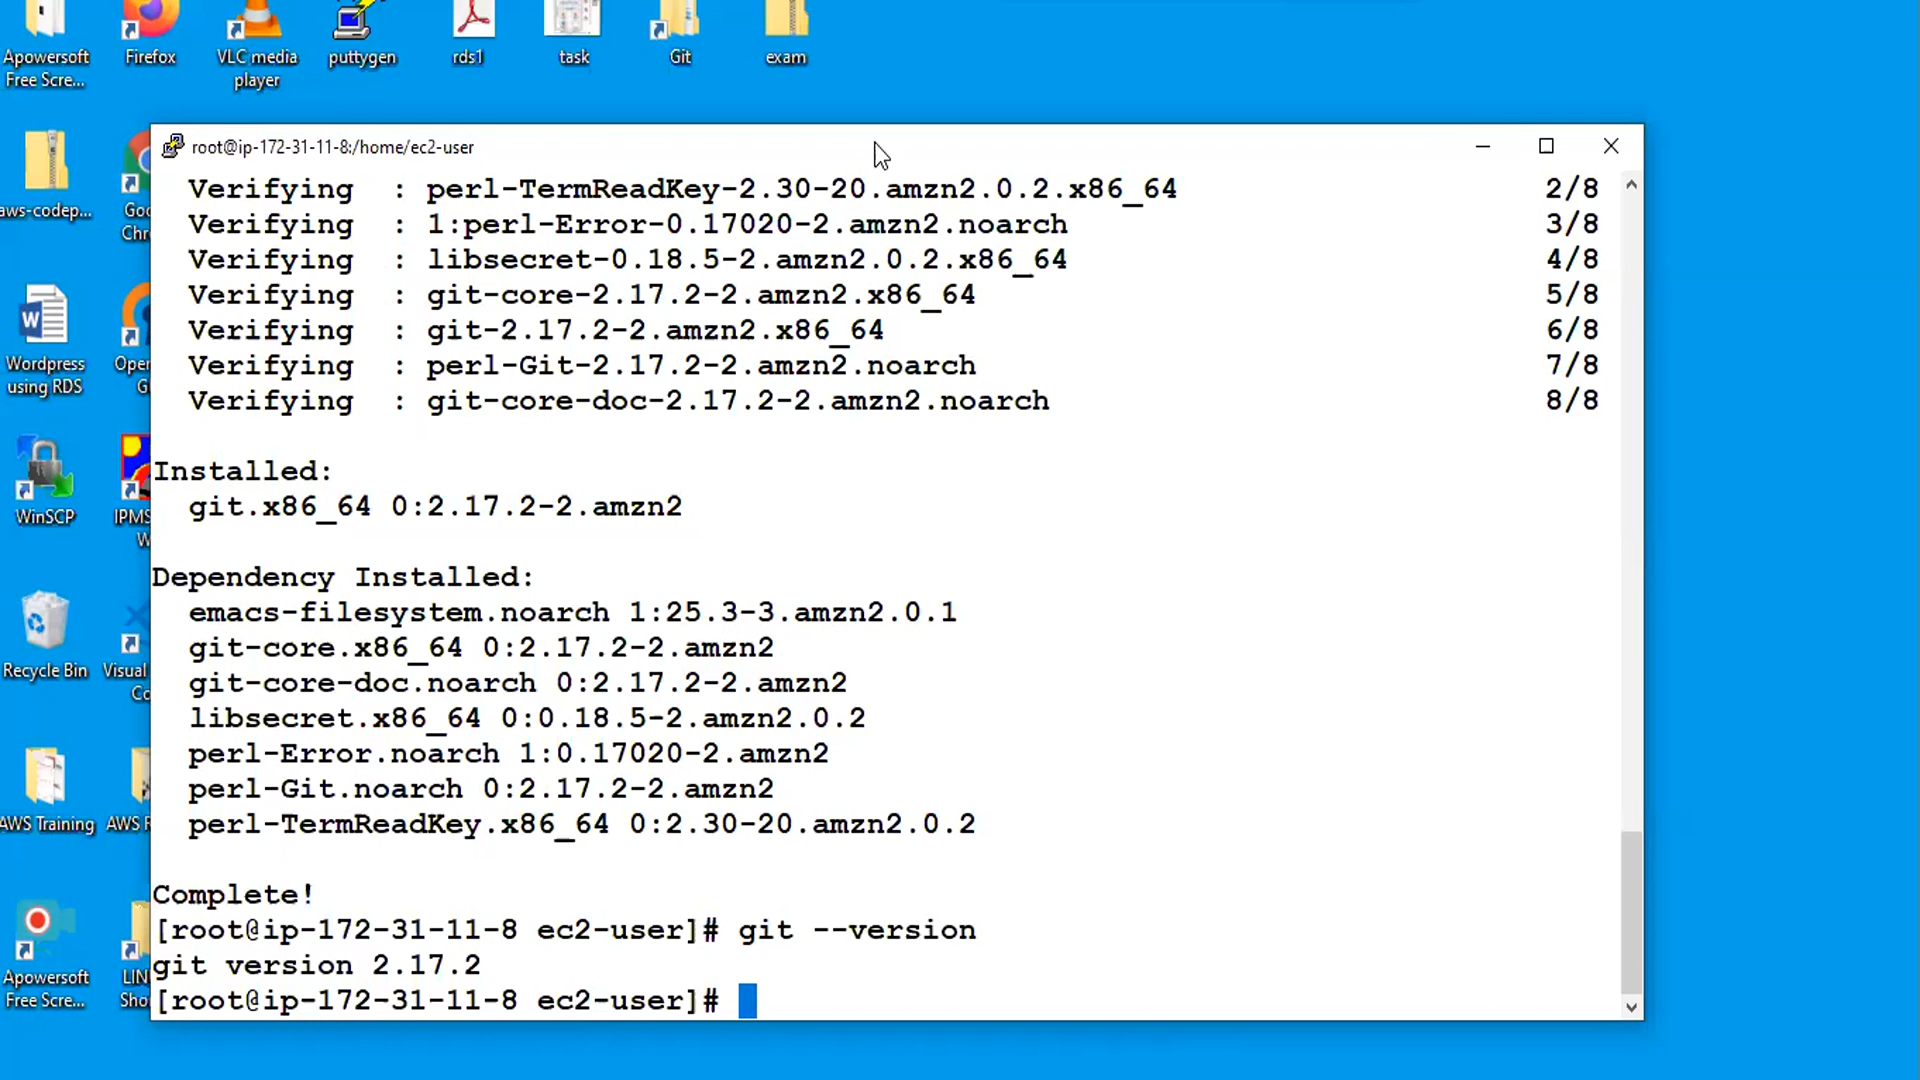 Apowersoft
Free Scre...
Firefox
VLC media
player
puttygen
rds1
task
Git
exam
root@ip-172-31-11-8:/home/ec2-user
Verifying : perl-TermReadKey-2.30-20.amzn2.0.2.x86_64 2/8
Verifying : 1:perl-Error-0.17020-2.amzn2.noarch 3/8
Verifying : libsecret-0.18.5-2.amzn2.0.2.x86_64 4/8
Verifying : git-core-2.17.2-2.amzn2.x86_64 5/8
Verifying : git-2.17.2-2.amzn2.x86_64 6/8
Verifying : perl-Git-2.17.2-2.amzn2.noarch 7/8
Verifying : git-core-doc-2.17.2-2.amzn2.noarch 8/8
Installed:
git.x86_64 0:2.17.2-2.amzn2
Dependency Installed:
emacs-filesystem.noarch 1:25.3-3.amzn2.0.1
git-core.x86_64 0:2.17.2-2.amzn2
git-core-doc.noarch 0:2.17.2-2.amzn2
libsecret.x86_64 0:0.18.5-2.amzn2.0.2
perl-Error.noarch 1:0.17020-2.amzn2
perl-Git.noarch 0:2.17.2-2.amzn2
perl-TermReadKey.x86_64 0:2.30-20.amzn2.0.2
Complete!
[root@ip-172-31-11-8 ec2-user]# git --version
git version 2.17.2
[root@ip-172-31-11-8 ec2-user]#
aws-codep...
Goo
Chr
Wordpress
using RDS
Ope
G
WinSCP
IPMS
W
Recycle Bin
Visual
Co
AWS Training
AWS R
Apowersoft
Free Scre...
LIN
Sho